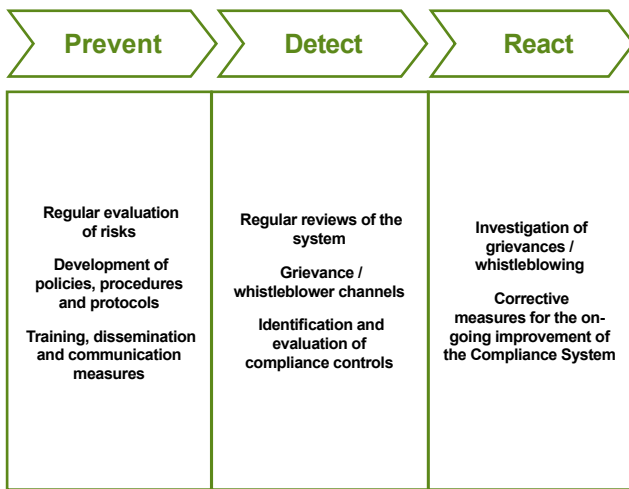 Prevent
Detect
React
Regular evaluation
of risks
Development of
policies, procedures
and protocols
Training, dissemination
and communication
measures
Regular reviews of the
system
Grievance /
whistleblower channels
Identification and
evaluation of
compliance controls
Investigation of
grievances /
whistleblowing
Corrective
measures for the on-
going improvement of
the Compliance System